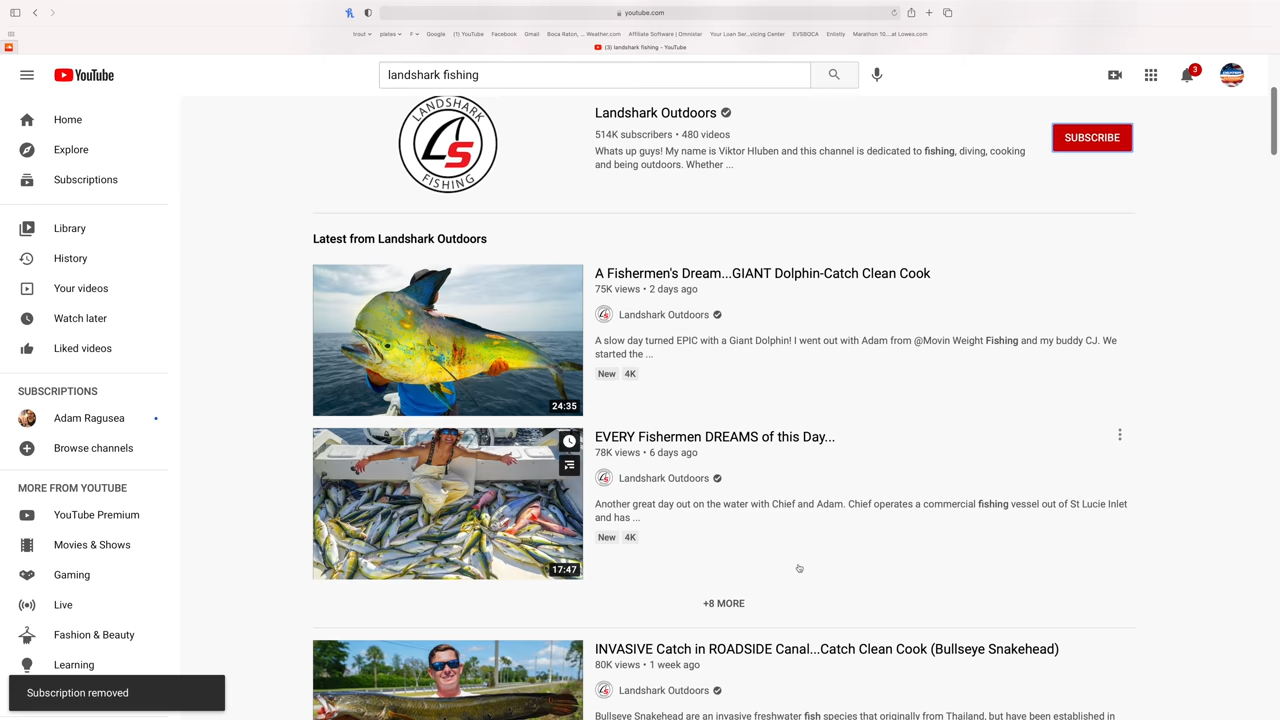 youtube.com
trout
plates
F
Google
(1) YouTube
Facebook
Gmail
Boca Raton, ... Weather.com
Affiliate Software | Omnistar
Your Loan Ser...vicing Center
EVSBOCA
Enlistly
Marathon 10....at Lowes.com
(3) landshark fishing - YouTube
YouTube
landshark fishing
3
Home
Explore
Subscriptions
Library
History
Your videos
Watch later
Liked videos
SUBSCRIPTIONS
Adam Ragusea
Browse channels
MORE FROM YOUTUBE
YouTube Premium
Movies & Shows
Gaming
Live
Fashion & Beauty
Learning
Subscription removed
LANDSHARK
LS
FISHING
Landshark Outdoors
514K subscribers • 480 videos
Whats up guys! My name is Viktor Hluben and this channel is dedicated to fishing, diving, cooking
and being outdoors. Whether ...
SUBSCRIBE
Latest from Landshark Outdoors
24:35
A Fishermen's Dream...GIANT Dolphin-Catch Clean Cook
75K views • 2 days ago
Landshark Outdoors
A slow day turned EPIC with a Giant Dolphin! I went out with Adam from @Movin Weight Fishing and my buddy CJ. We
started the ...
New 4K
17:47
EVERY Fishermen DREAMS of this Day...
78K views • 6 days ago
Landshark Outdoors
Another great day out on the water with Chief and Adam. Chief operates a commercial fishing vessel out of St Lucie Inlet
and has ...
New 4K
+8 MORE
INVASIVE Catch in ROADSIDE Canal...Catch Clean Cook (Bullseye Snakehead)
80K views • 1 week ago
Landshark Outdoors
Bullseye Snakehead are an invasive freshwater fish species that originally from Thailand, but have been established in